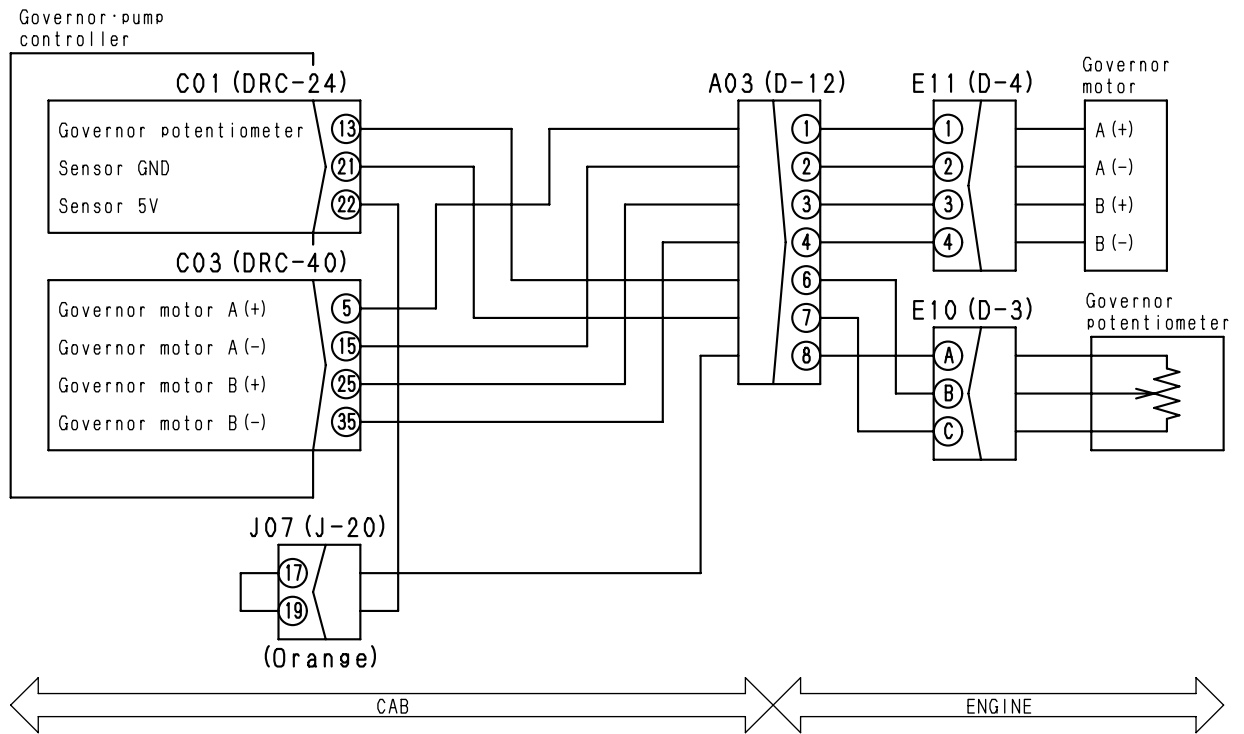 Governor·pump
controller
C01 (DRC-24)
Governor potentiometer 13
Sensor GND 21
Sensor 5V 22
C03 (DRC-40)
Governor motor A(+) 5
Governor motor A(-) 15
Governor motor B(+) 25
Governor motor B(-) 35
J07 (J-20)
17
19
(Orange)
A03 (D-12)
1
2
3
4
6
7
8
E11 (D-4)
1
2
3
4
Governor
motor
A(+)
A(-)
B(+)
B(-)
E10 (D-3)
A
B
C
Governor
potentiometer
CAB
ENGINE